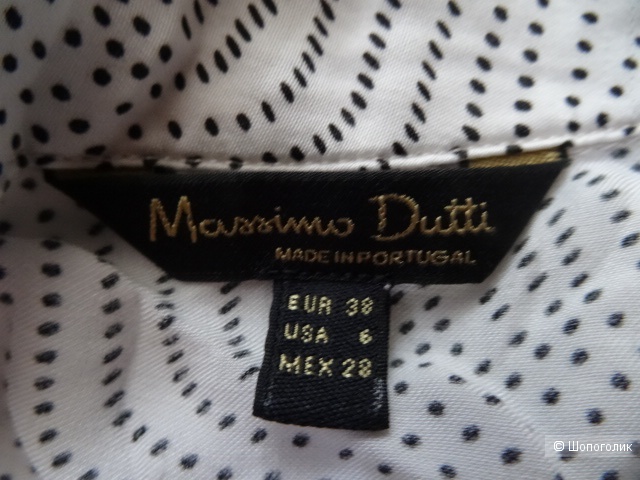 Massimo Dutti
MADE IN PORTUGAL
EUR 38
USA 6
MEX 28
© Шопоголик